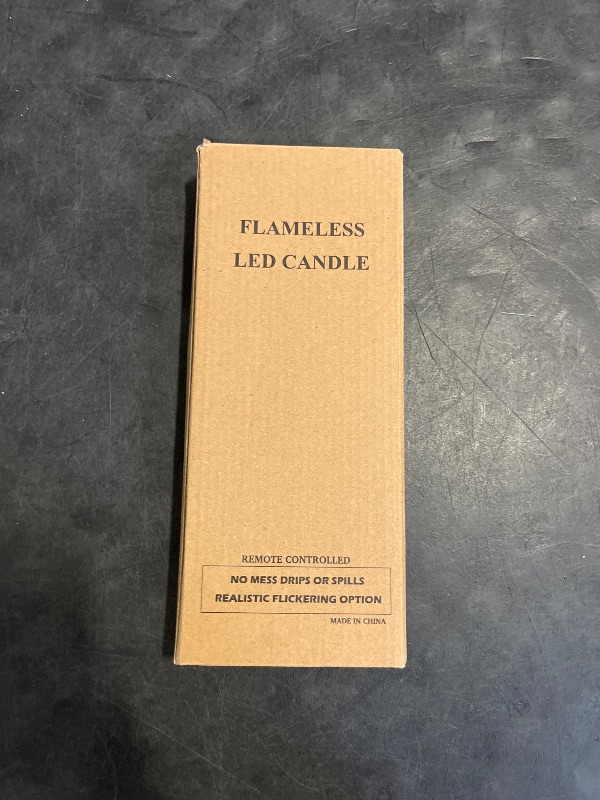 FLAMELESS
LED CANDLE
REMOTE CONTROLLED
NO MESS DRIPS OR SPILLS
REALISTIC FLICKERING OPTION
MADE IN CHINA